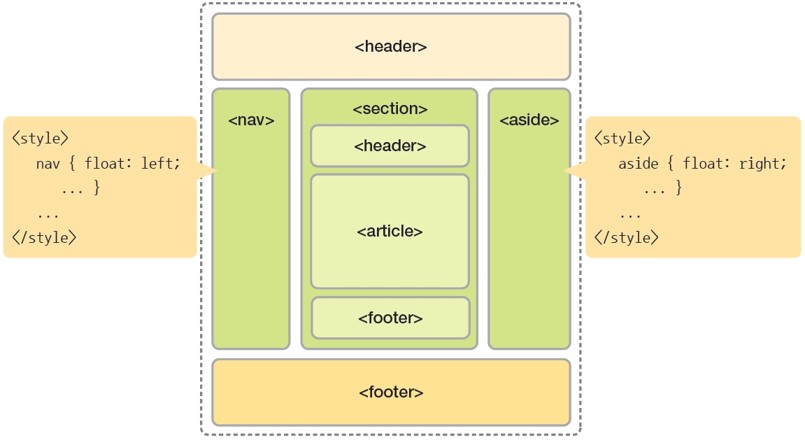 <header>
<nav>
<section>
<aside>
<header>
<article>
<footer>
<footer>
<style>
nav { float: left;
... }
...
</style>
<style>
aside { float: right;
... }
...
</style>